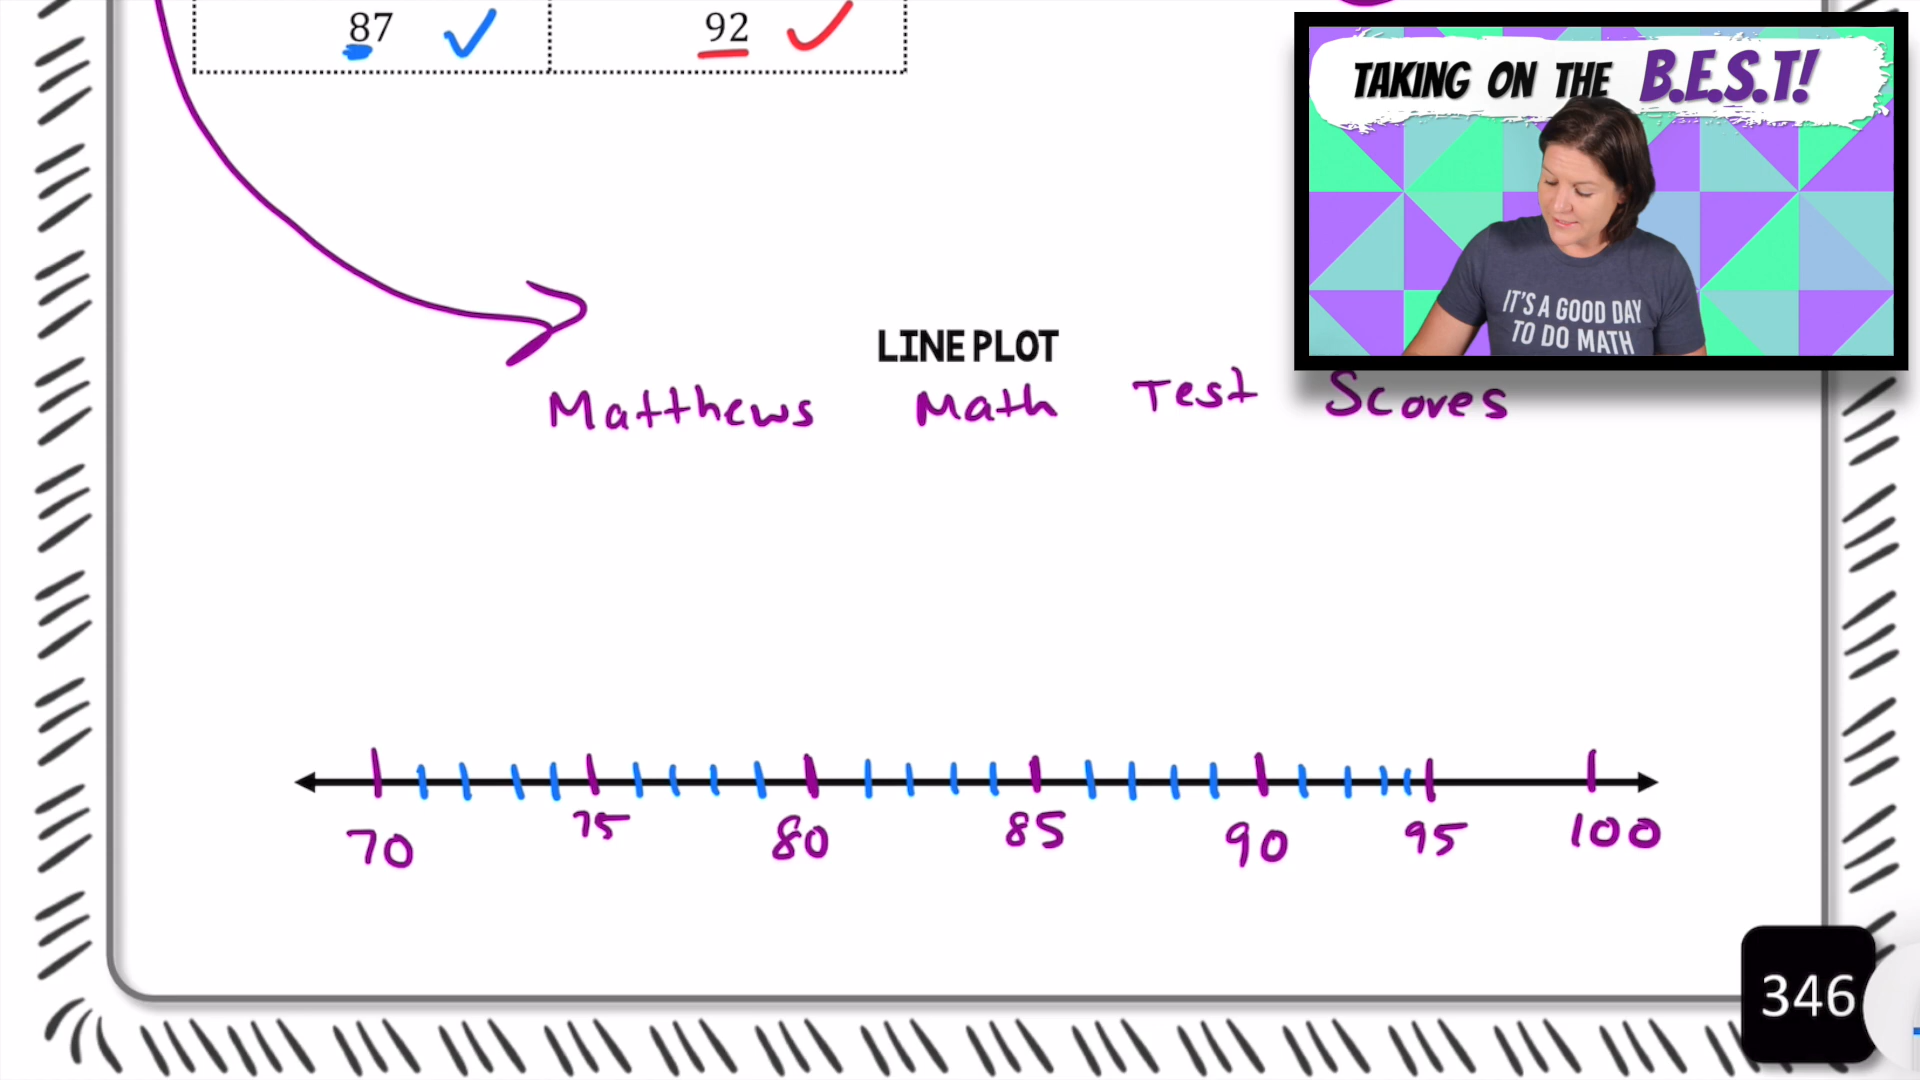 87 92
TAKING ON THE B.E.S.T!
IT'S A GOOD DAY
TO DO MATH
LINE PLOT
Matthews Math Test Scores
70 75 80 85 90 95 100
346